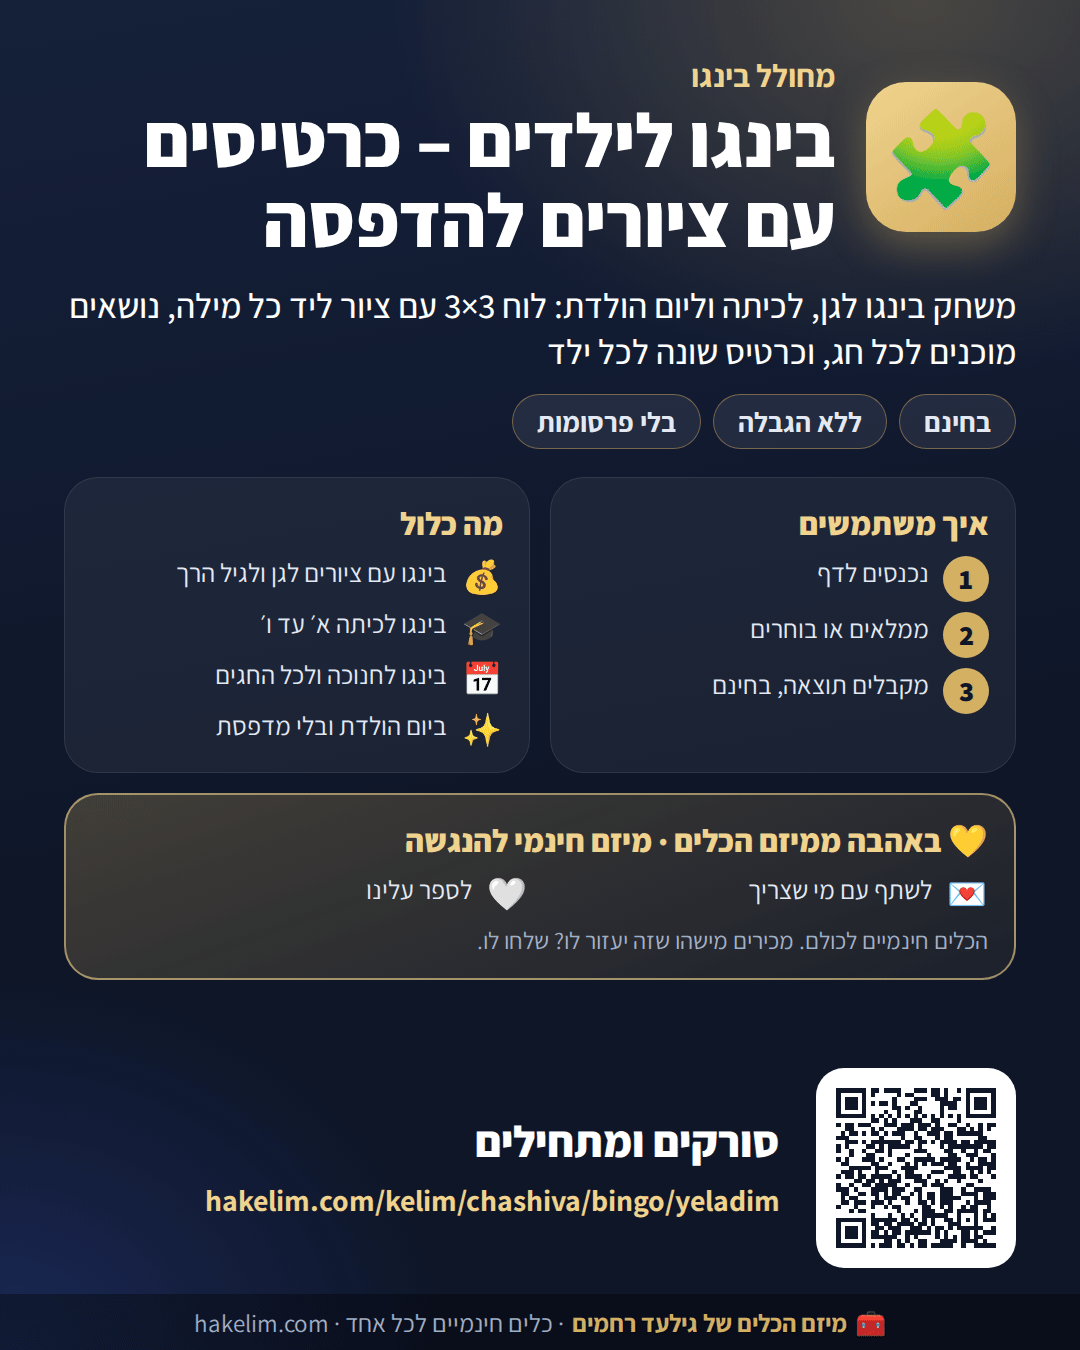 מחולל בינגו
בינגו לילדים – כרטיסים
עם ציורים להדפסה
משחק בינגו לגן, לכיתה וליום הולדת: לוח 3×3 עם ציור ליד כל מילה, נושאים
מוכנים לכל חג, וכרטיס שונה לכל ילד
בחינם
ללא הגבלה
בלי פרסומות
איך משתמשים
1 נכנסים לדף
2 ממלאים או בוחרים
3 מקבלים תוצאה, בחינם
מה כלול
בינגו עם ציורים לגן ולגיל הרך
בינגו לכיתה א׳ עד ו׳
July 17 בינגו לחנוכה ולכל החגים
ביום הולדת ובלי מדפסת
באהבה ממיזם הכלים · מיזם חינמי להנגשה
לשתף עם מי שצריך
לספר עלינו
הכלים חינמיים לכולם. מכירים מישהו שזה יעזור לו? שלחו לו.
סורקים ומתחילים
hakelim.com/kelim/chashiva/bingo/yeladim
מיזם הכלים של גילעד רחמים · כלים חינמיים לכל אחד · hakelim.com